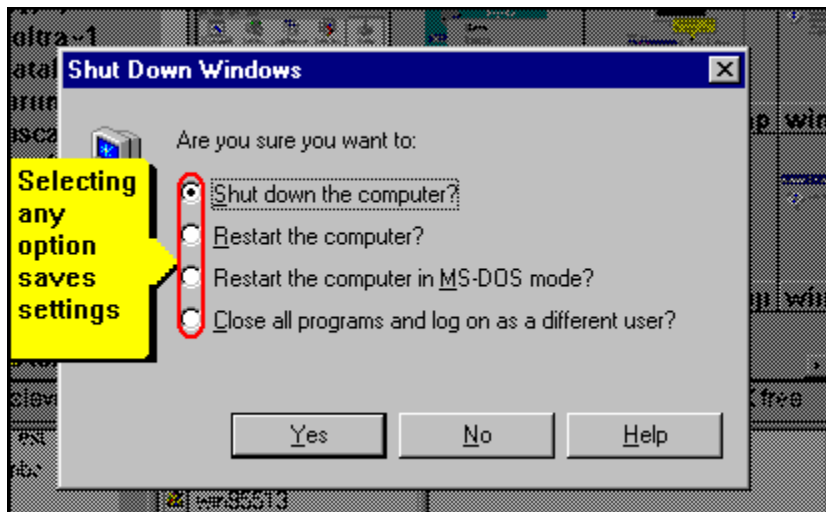 Shut Down Windows
Are you sure you want to:
Selecting
any
option
saves
settings
Shut down the computer?
Restart the computer?
Restart the computer in MS-DOS mode?
Close all programs and log on as a different user?
Yes
No
Help
win95513